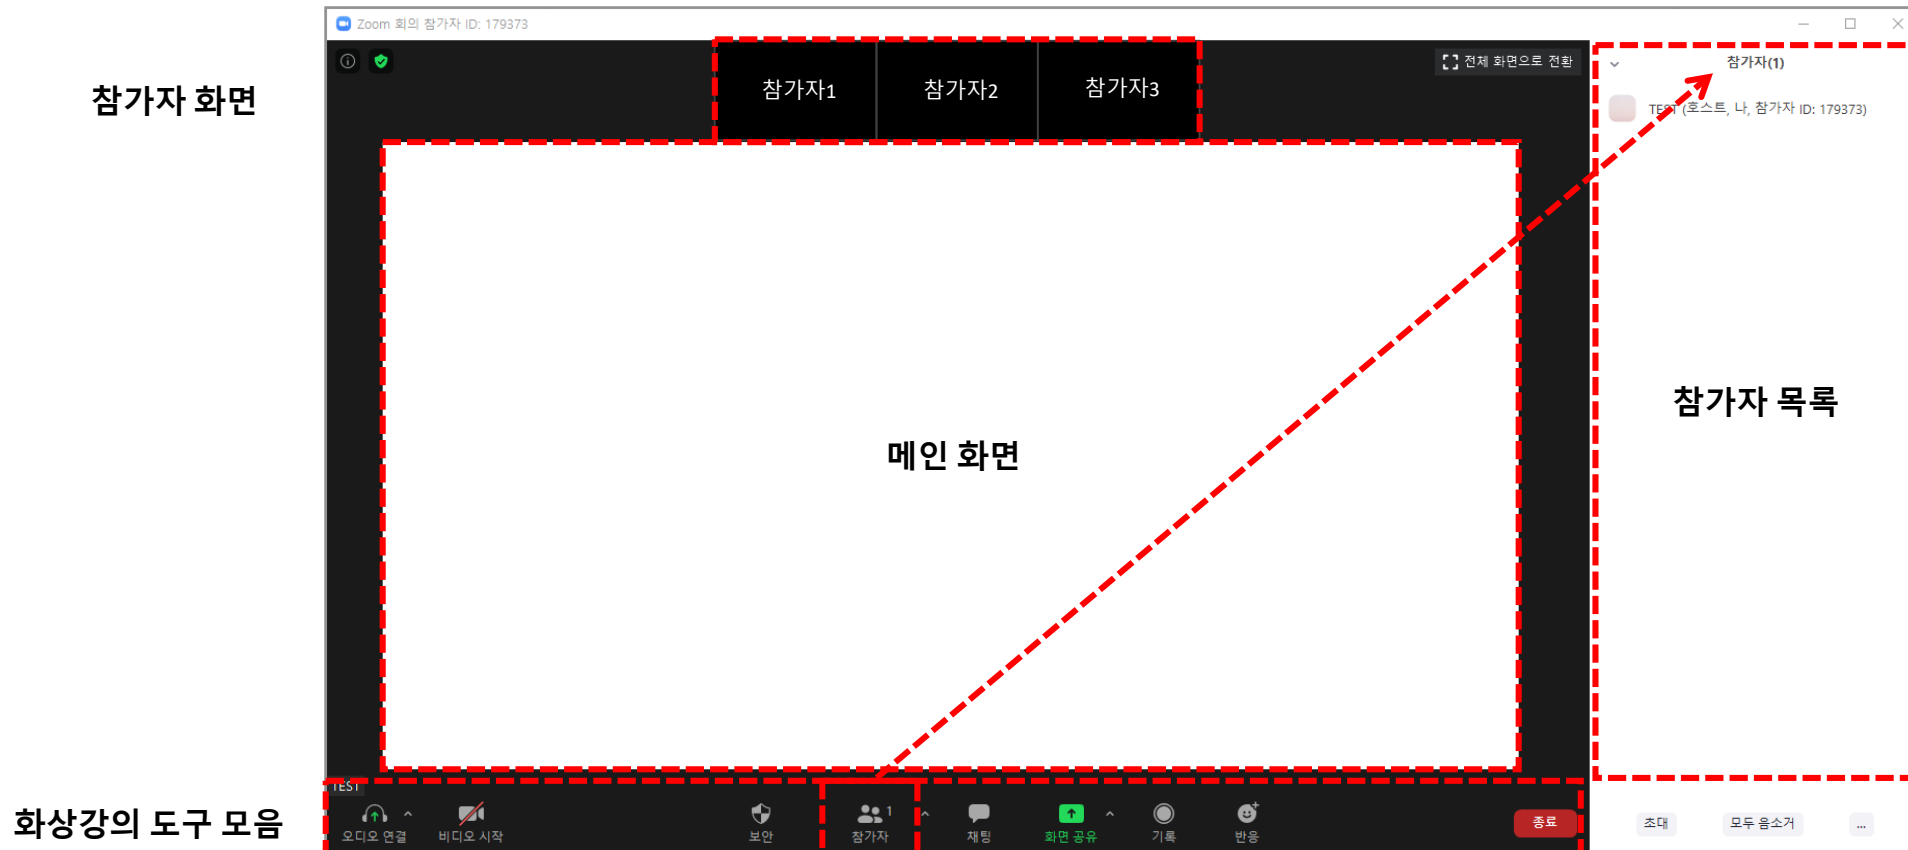 Zoom 회의 참가자 ID: 179373
참가자 화면
참가자1
참가자2
참가자3
전체 화면으로 전환
참가자(1)
TEST (호스트, 나, 참가자 ID: 179373)
메인 화면
참가자 목록
TEST
화상강의 도구 모음
오디오 연결
비디오 시작
보안
1
참가자
채팅
화면 공유
기록
반응
종료
초대
모두 음소거
...